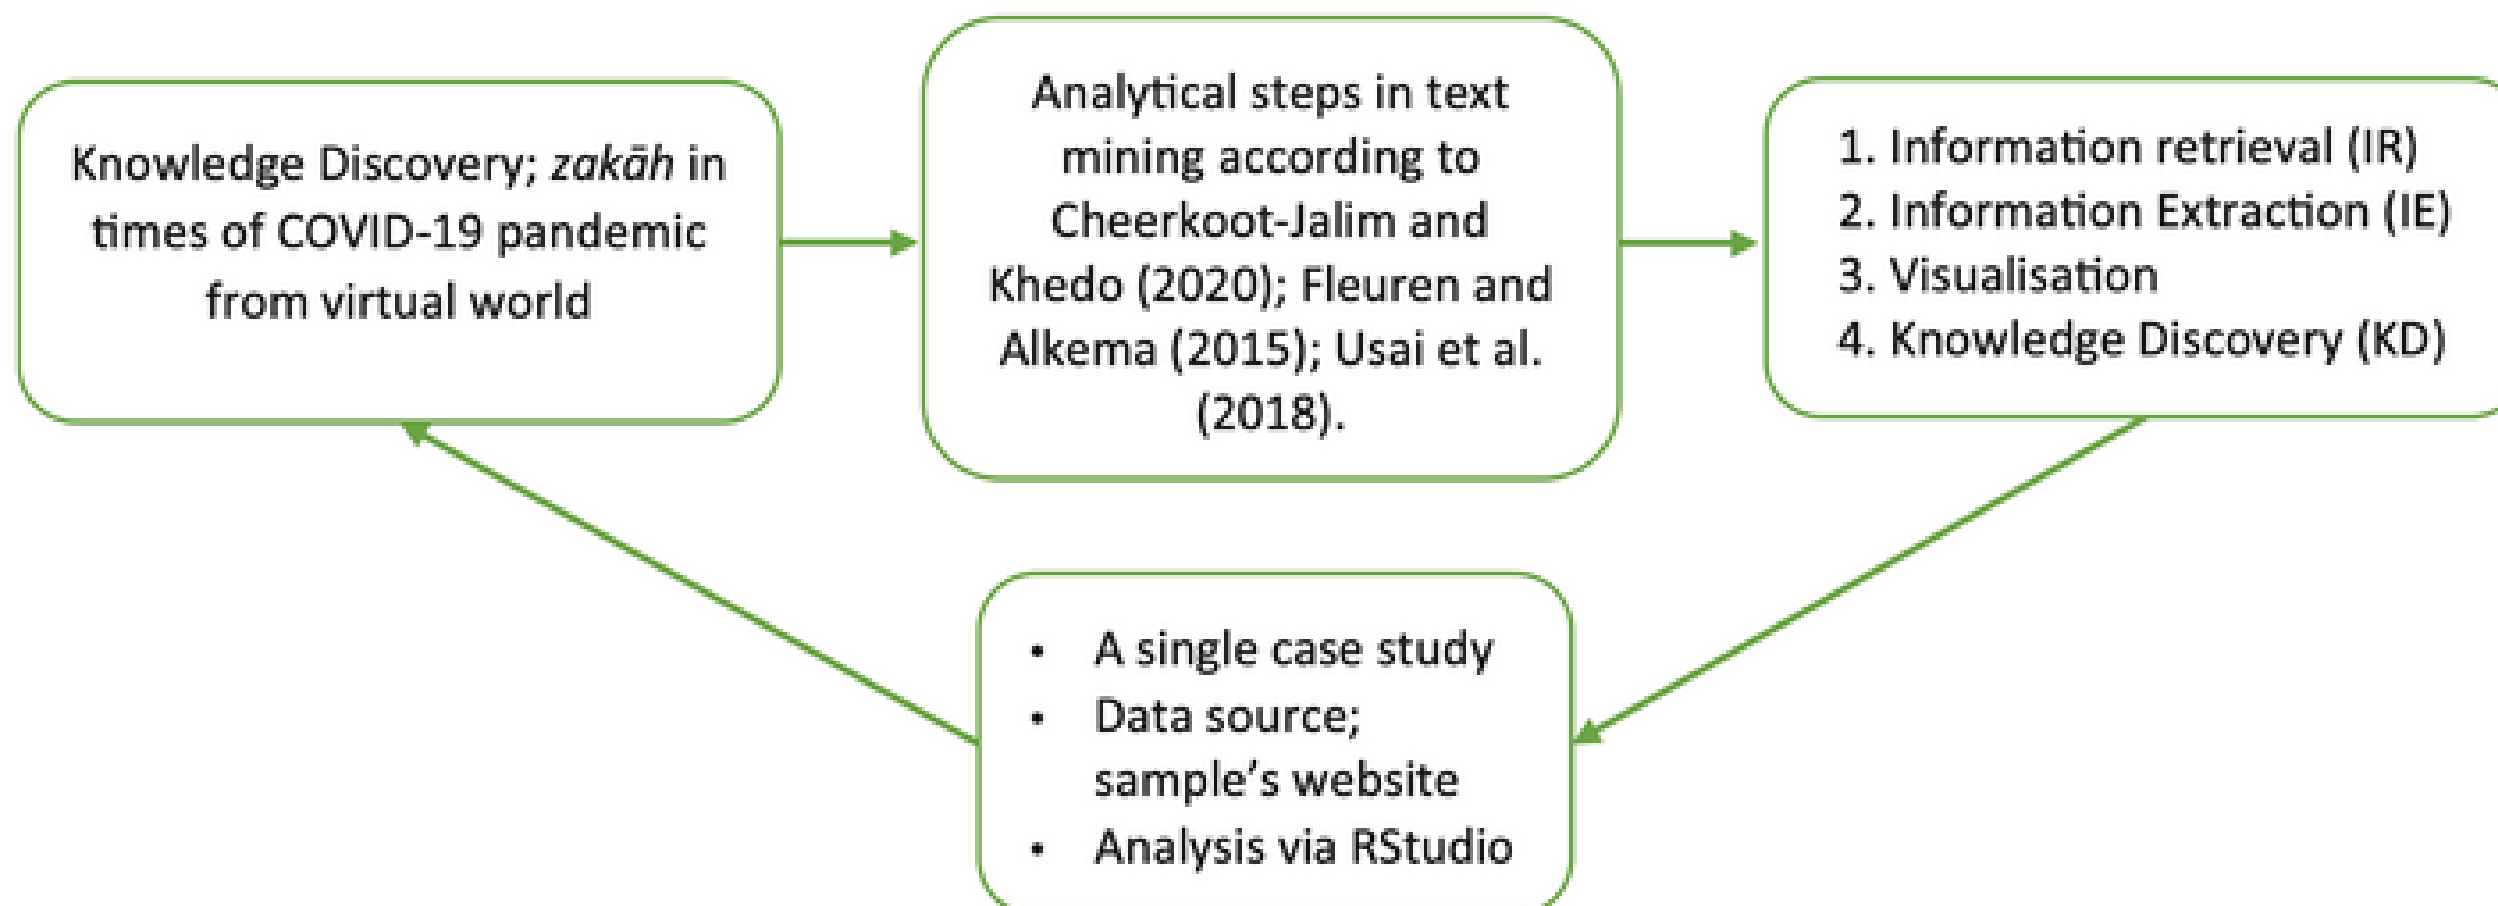 Knowledge Discovery; zakāh in
times of COVID-19 pandemic
from virtual world
Analytical steps in text
mining according to
Cheerkoot-Jalim and
Khedo (2020); Fleuren and
Alkema (2015); Usai et al.
(2018).
1. Information retrieval (IR)
2. Information Extraction (IE)
3. Visualisation
4. Knowledge Discovery (KD)
• A single case study
• Data source;
sample’s website
• Analysis via RStudio